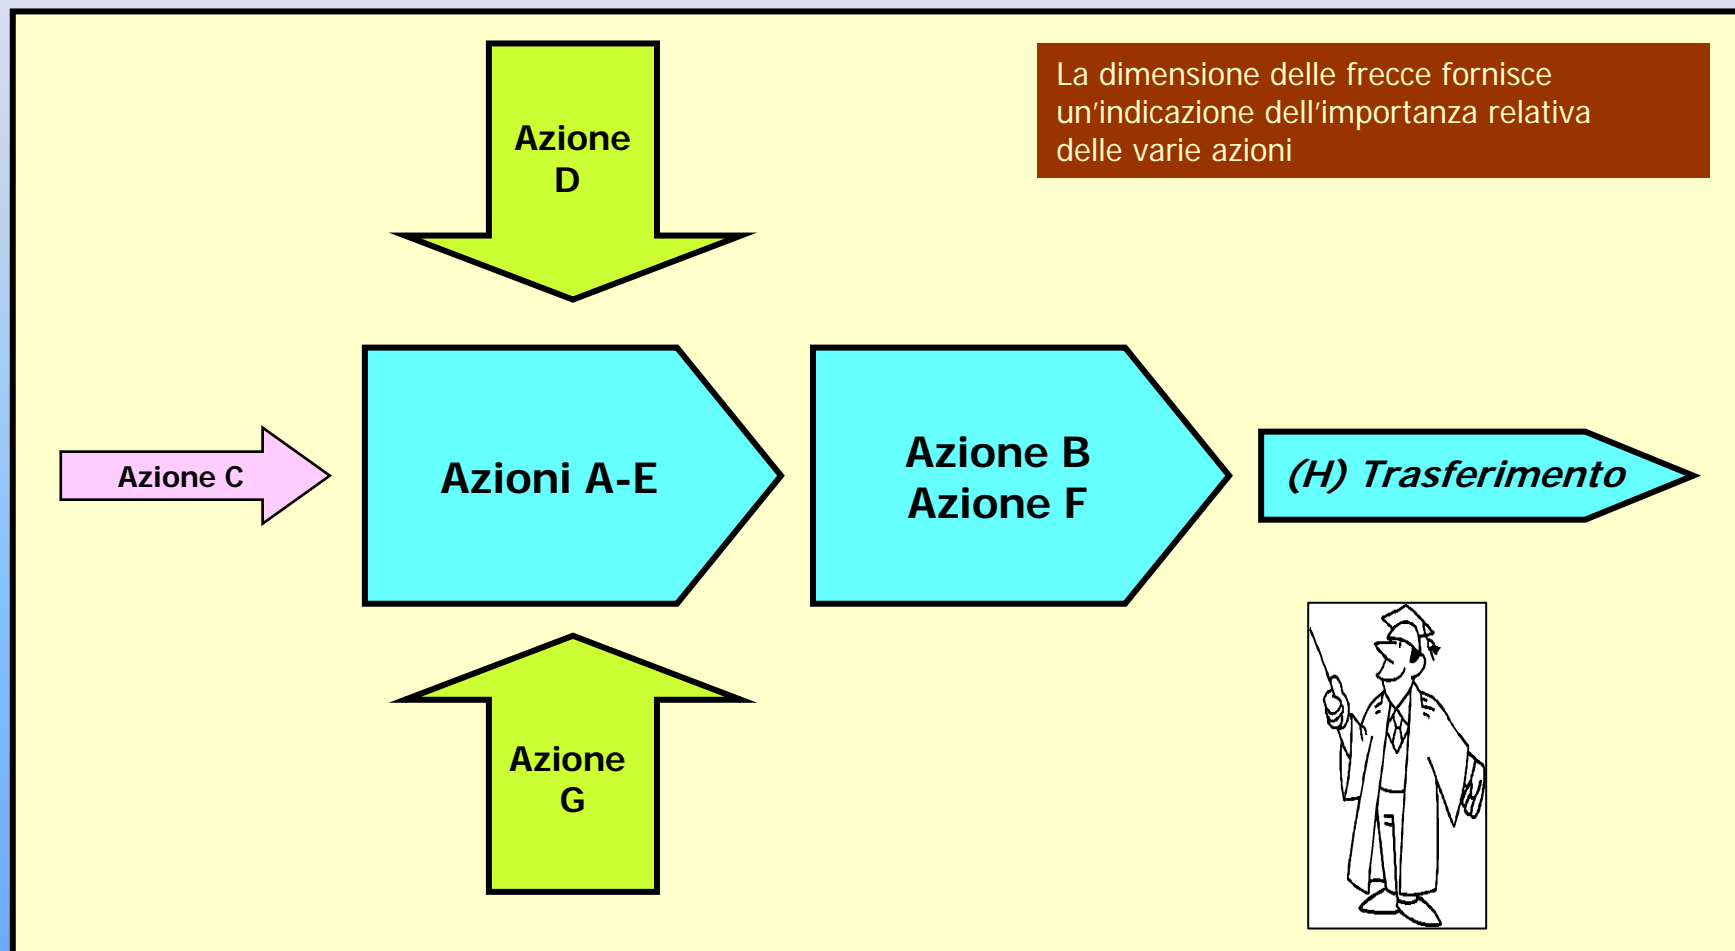 Azione
D
La dimensione delle frecce fornisce
un'indicazione dell'importanza relativa
delle varie azioni
Azione C
Azioni A-E
Azione B
Azione F
(H) Trasferimento
Azione
G